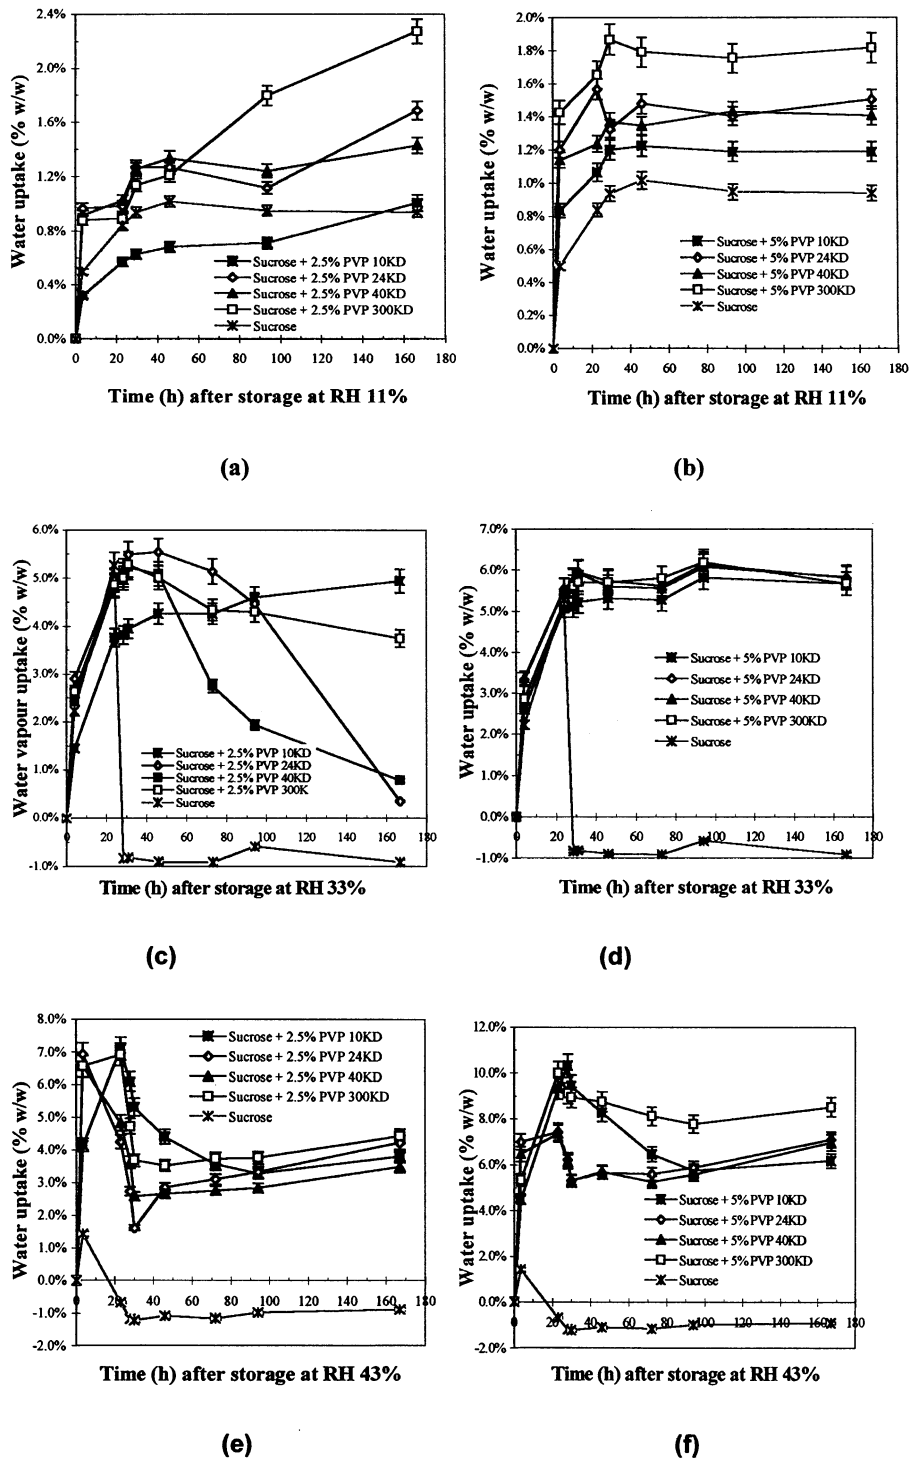 2.4%
2.0%
1.6%
1.2%
0.8%
0.4%
0.0%
Water uptake (% w/w)
Sucrose + 2.5% PVP 10KD
Sucrose + 2.5% PVP 24KD
Sucrose + 2.5% PVP 40KD
Sucrose + 2.5% PVP 300KD
Sucrose
0 20 40 60 80 100 120 140 160 180
Time (h) after storage at RH 11%
(a)
2.0%
1.8%
1.6%
1.4%
1.2%
1.0%
0.8%
0.6%
0.4%
0.2%
0.0%
Water uptake (% w/w)
Sucrose + 5% PVP 10KD
Sucrose + 5% PVP 24KD
Sucrose + 5% PVP 40KD
Sucrose + 5% PVP 300KD
Sucrose
0 20 40 60 80 100 120 140 160 180
Time (h) after storage at RH 11%
(b)
6.0%
5.0%
4.0%
3.0%
2.0%
1.0%
0.0%
-1.0%
Water vapour uptake (% w/w)
Sucrose + 2.5% PVP 10KD
Sucrose + 2.5% PVP 24KD
Sucrose + 2.5% PVP 40KD
Sucrose + 2.5% PVP 300K
Sucrose
0 20 40 60 80 100 120 140 160 180
Time (h) after storage at RH 33%
(c)
7.0%
6.0%
5.0%
4.0%
3.0%
2.0%
1.0%
0.0%
-1.0%
Water uptake (% w/w)
Sucrose + 5% PVP 10KD
Sucrose + 5% PVP 24KD
Sucrose + 5% PVP 40KD
Sucrose + 5% PVP 300KD
Sucrose
0 20 40 60 80 100 120 140 160 180
Time (h) after storage at RH 33%
(d)
8.0%
7.0%
6.0%
5.0%
4.0%
3.0%
2.0%
1.0%
0.0%
-1.0%
-2.0%
Water uptake (% w/w)
Sucrose + 2.5% PVP 10KD
Sucrose + 2.5% PVP 24KD
Sucrose + 2.5% PVP 40KD
Sucrose + 2.5% PVP 300KD
Sucrose
0 20 40 60 80 100 120 140 160 180
Time (h) after storage at RH 43%
(e)
12.0%
10.0%
8.0%
6.0%
4.0%
2.0%
0.0%
-2.0%
Water uptake (% w/w)
Sucrose + 5% PVP 10KD
Sucrose + 5% PVP 24KD
Sucrose + 5% PVP 40KD
Sucrose + 5% PVP 300KD
Sucrose
0 20 40 60 80 100 120 140 160 180
Time (h) after storage at RH 43%
(f)